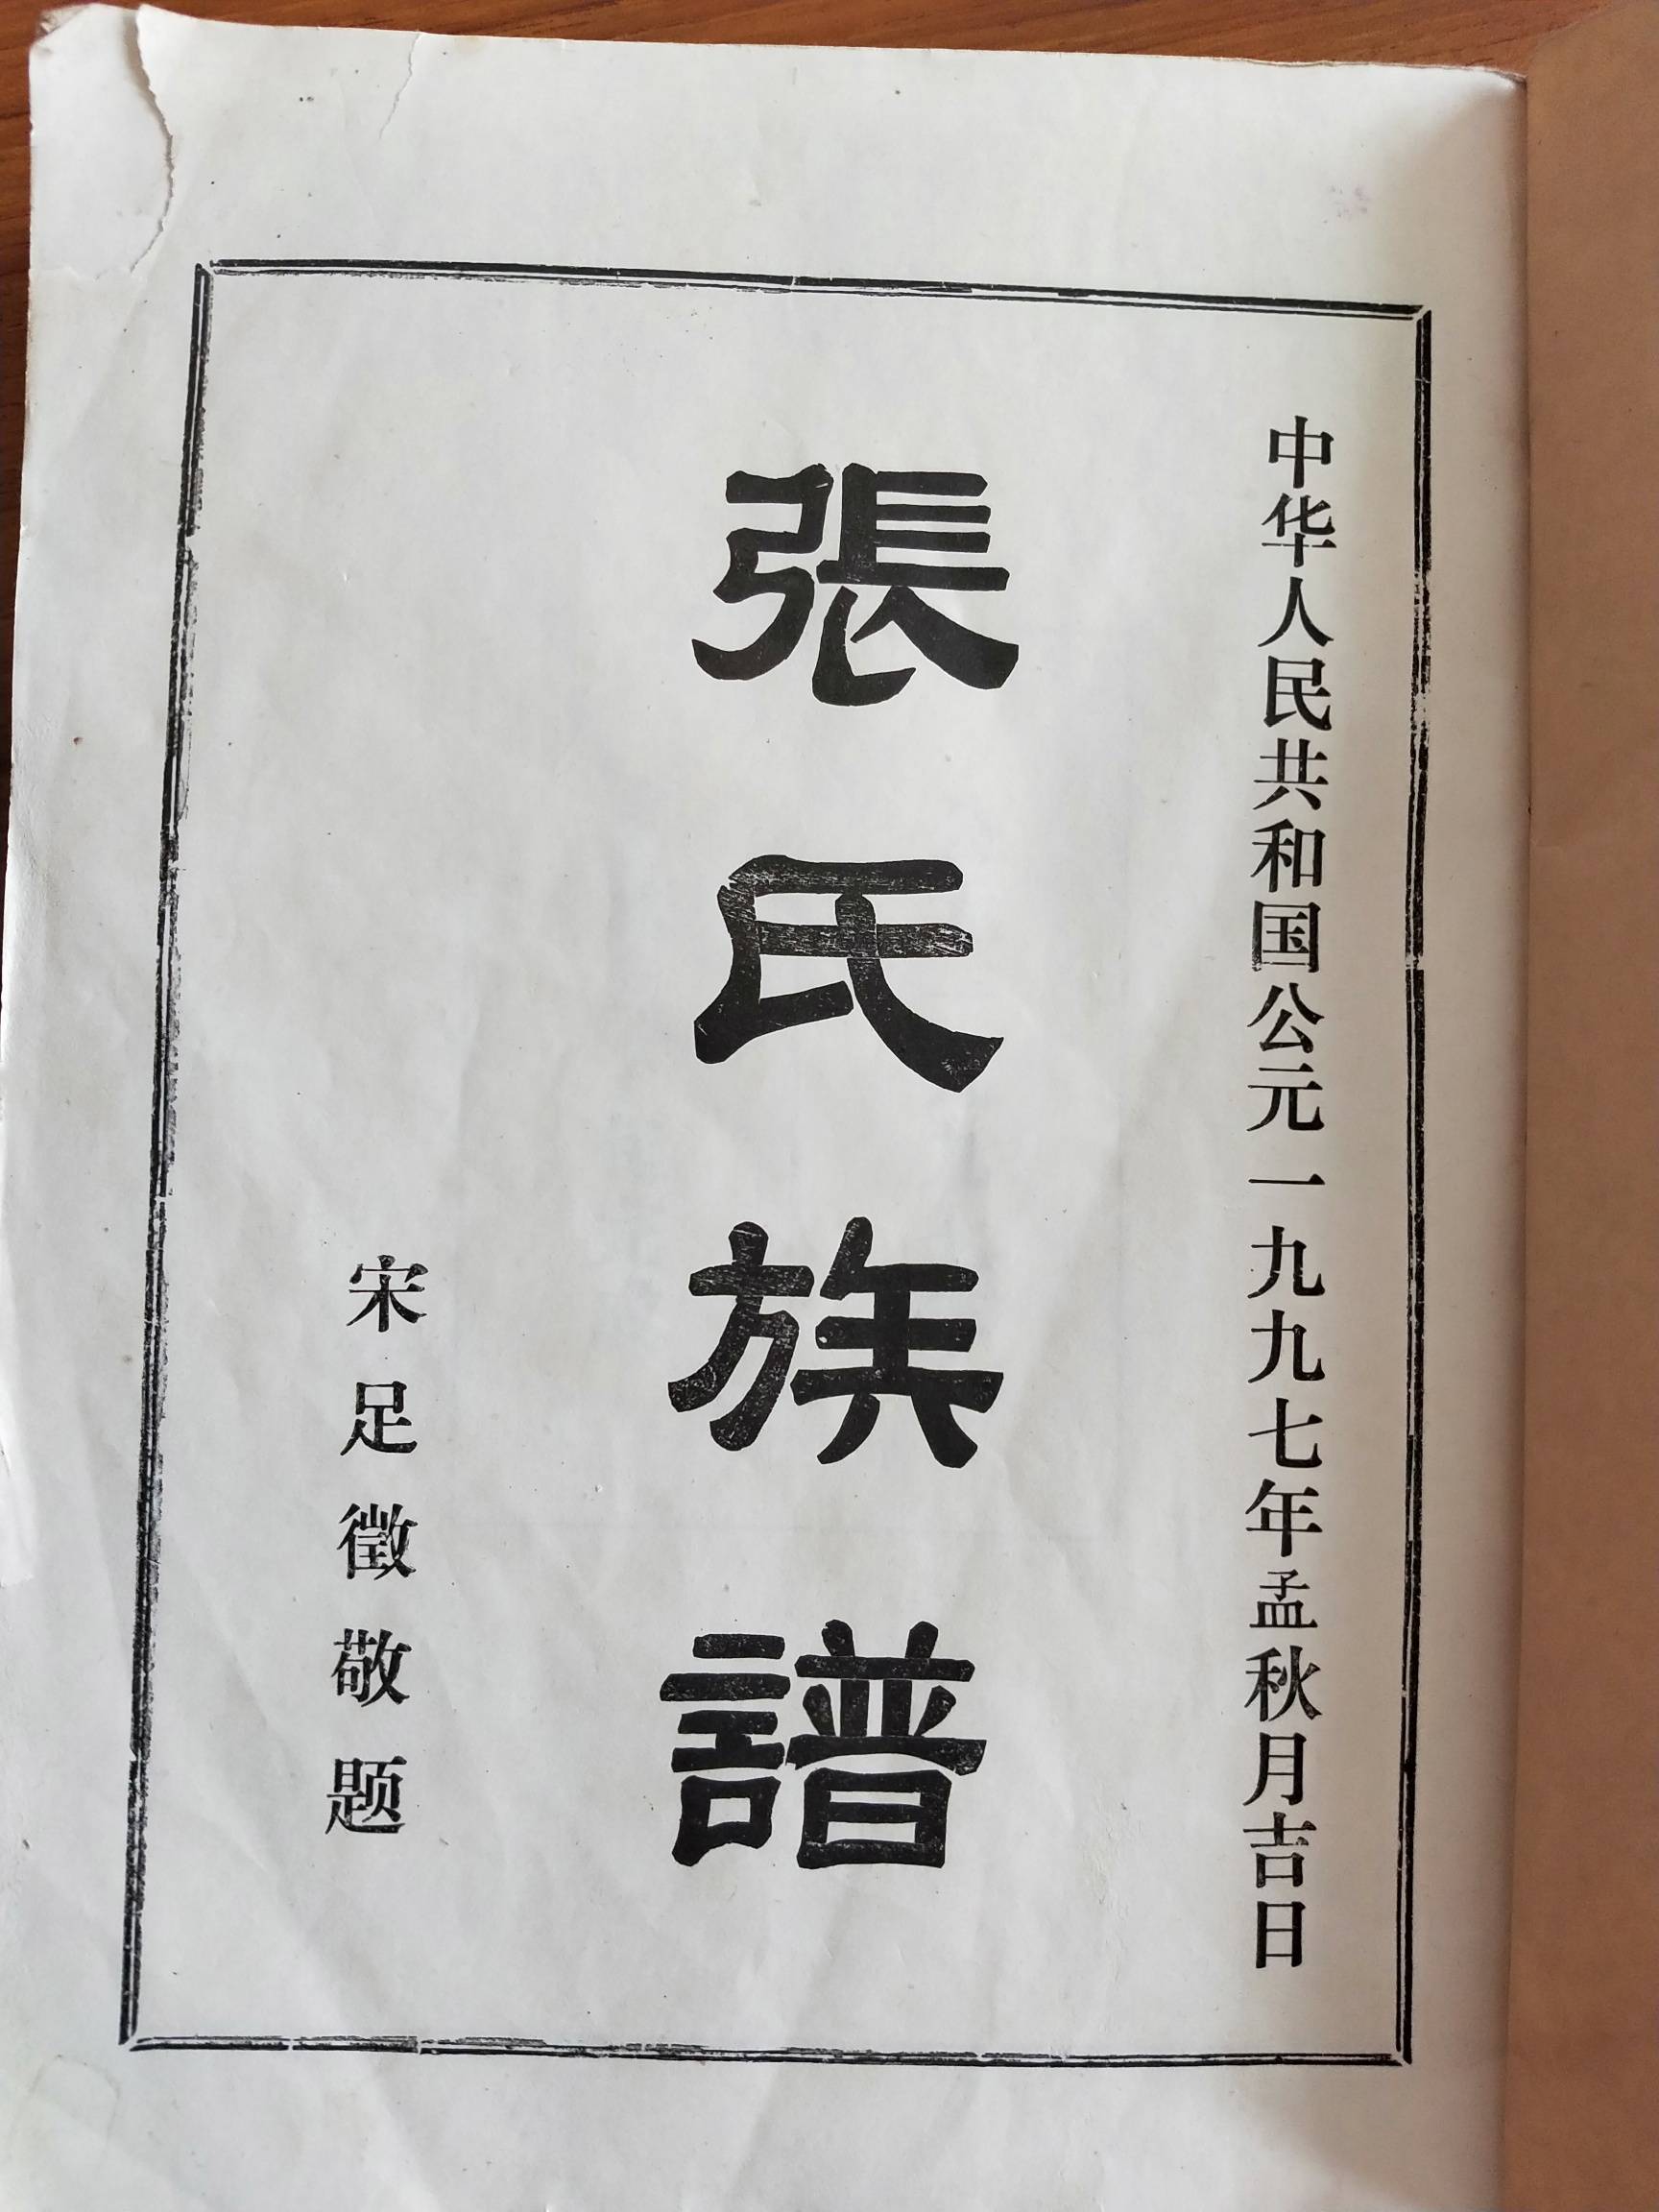 中华人民共和国公元一九九七年孟秋月吉日
張氏族譜
宋足徵敬题